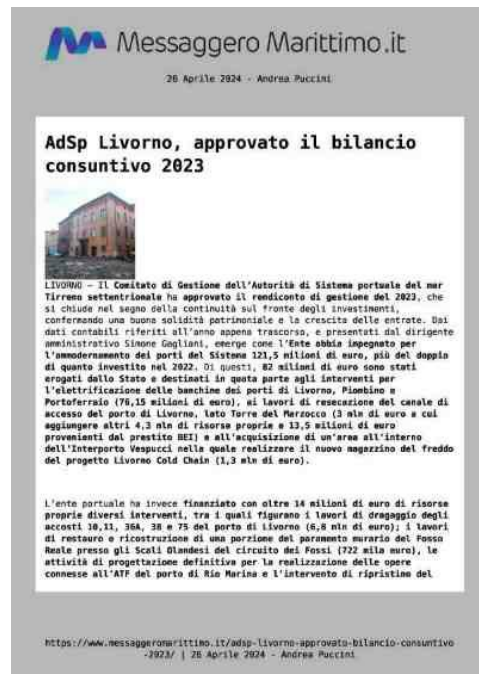 Messaggero Marittimo.it
26 Aprile 2024 - Andrea Puccini
AdSp Livorno, approvato il bilancio
consuntivo 2023
LIVORNO – Il Comitato di Gestione dell'Autorità di Sistema portuale del mar
Tirreno settentrionale ha approvato il rendiconto di gestione del 2023, che
si chiude nel segno della continuità sul fronte degli investimenti,
confermando una buona solidità patrimoniale e la crescita delle entrate. Dai
dati contabili riferiti all'anno appena trascorso, e presentati dal dirigente
amministrativo Simone Gagliani, emerge come l'Ente abbia impegnato per
l'ammodernamento dei porti del Sistema 121,5 milioni di euro, più del doppio
di quanto investito nel 2022. Di questi, 82 milioni di euro sono stati
erogati dallo Stato e destinati in quota parte agli interventi per
l'elettrificazione delle banchine dei porti di Livorno, Piombino e
Portoferraio (76,15 milioni di euro), ai lavori di resecazione del canale di
accesso del porto di Livorno, lato Torre del Marzocco (3 mln di euro a cui
aggiungere altri 4,3 mln di risorse proprie e 13,5 milioni di euro
provenienti dal prestito BEI) e all'acquisizione di un'area all'interno
dell'Interporto Vespucci nella quale realizzare il nuovo magazzino del freddo
del progetto Livorno Cold Chain (1,3 mln di euro).
L'ente portuale ha invece finanziato con oltre 14 milioni di euro di risorse
proprie diversi interventi, tra i quali figurano i lavori di dragaggio degli
accosti 10,11, 36A, 38 e 75 del porto di Livorno (6,8 mln di euro); i lavori
di restauro e ricostruzione di una porzione del paramento murario del Fosso
Reale presso gli Scali Olandesi del circuito dei Fossi (722 mila euro), le
attività di progettazione definitiva per la realizzazione delle opere
connesse all'ATF del porto di Rio Marina e l'intervento di ripristino del
https://www.messaggeromarittimo.it/adsp-livorno-approvato-bilancio-consuntivo
-2023/ | 26 Aprile 2024 - Andrea Puccini